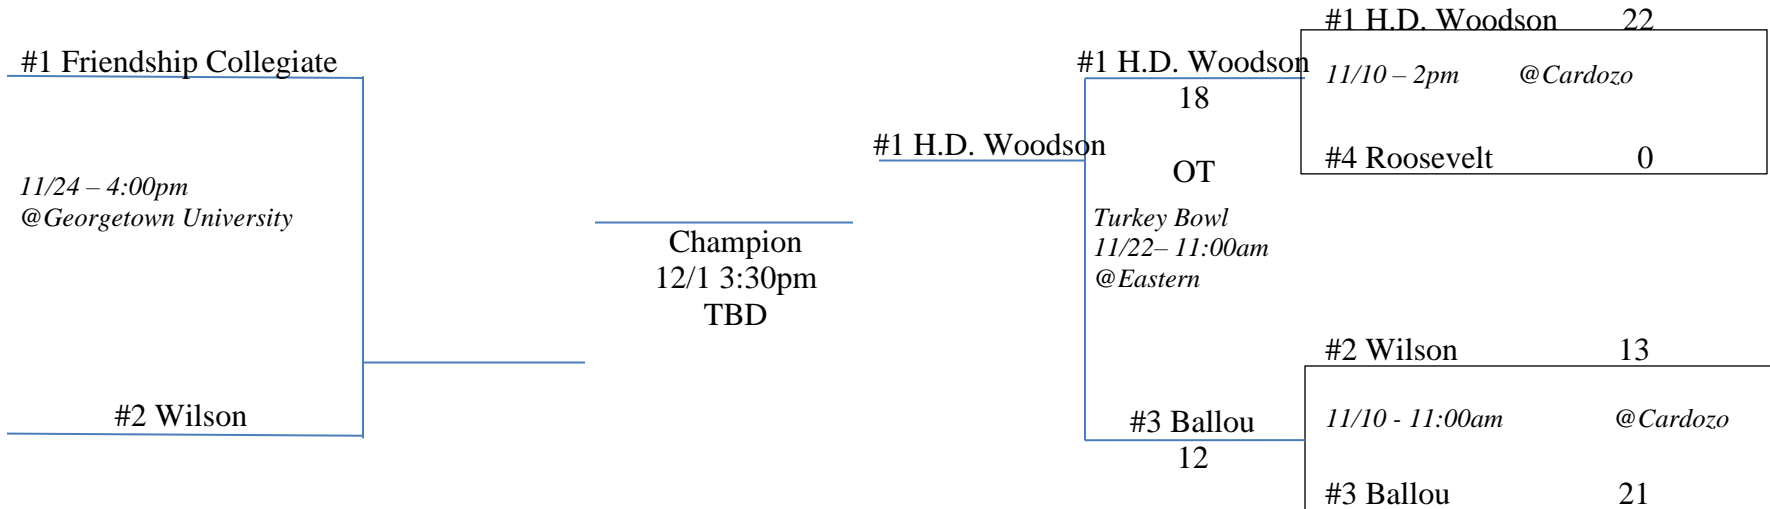 #1 Friendship Collegiate
11/24 – 4:00pm
@Georgetown University
#2 Wilson
Champion
12/1 3:30pm
TBD
#1 H.D. Woodson
#1 H.D. Woodson
18
OT
Turkey Bowl
11/22– 11:00am
@Eastern
#3 Ballou
12
#1 H.D. Woodson 22
11/10 – 2pm @Cardozo
#4 Roosevelt 0
#2 Wilson 13
11/10 - 11:00am @Cardozo
#3 Ballou 21